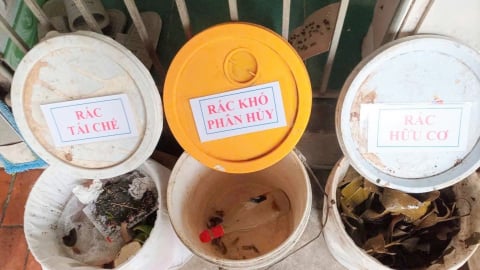 RÁC
TÁI CHẾ
RÁC KHÓ
PHÂN HỦY
RÁC
HỮU CƠ